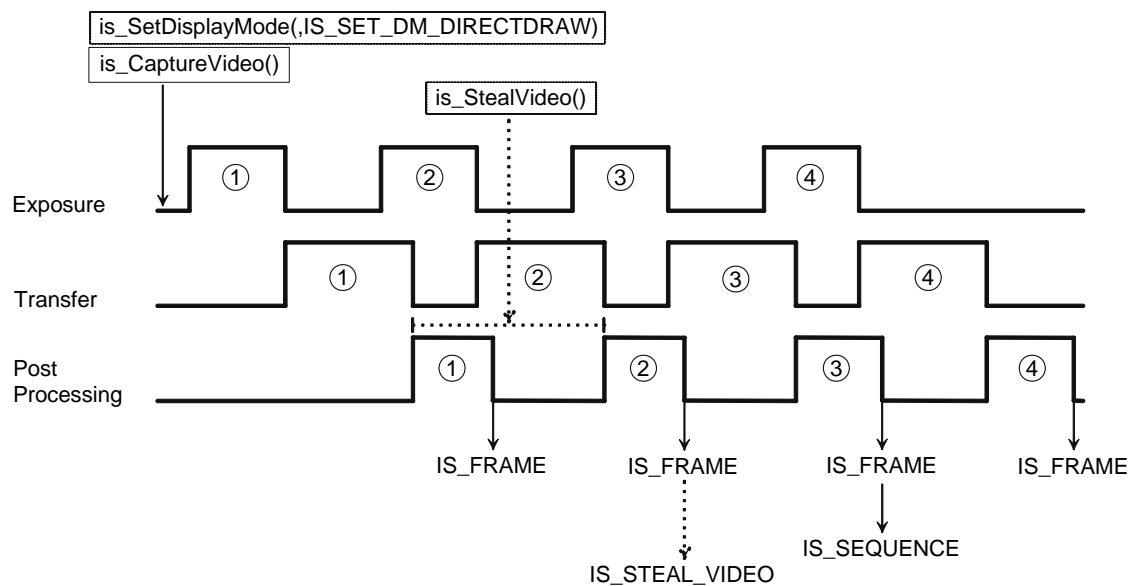 is_SetDisplayMode(,IS_SET_DM_DIRECTDRAW)
is_CaptureVideo()
is_StealVideo()
Exposure
1
2
3
4
Transfer
1
2
3
4
Post
Processing
1
2
3
4
IS_FRAME
IS_FRAME
IS_FRAME
IS_FRAME
IS_SEQUENCE
IS_STEAL_VIDEO